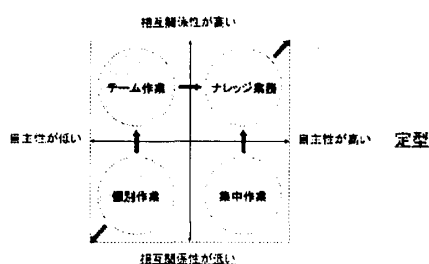 相互関係性が高い
チーム作業
ナレッジ業務
自主性が低い
自主性が高い
定型
個別作業
集中作業
相互関係性が低い